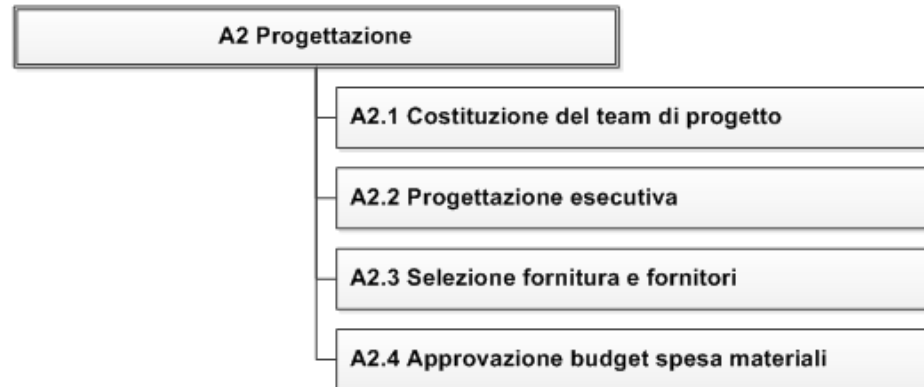 A2 Progettazione
A2.1 Costituzione del team di progetto
A2.2 Progettazione esecutiva
A2.3 Selezione fornitura e fornitori
A2.4 Approvazione budget spesa materiali